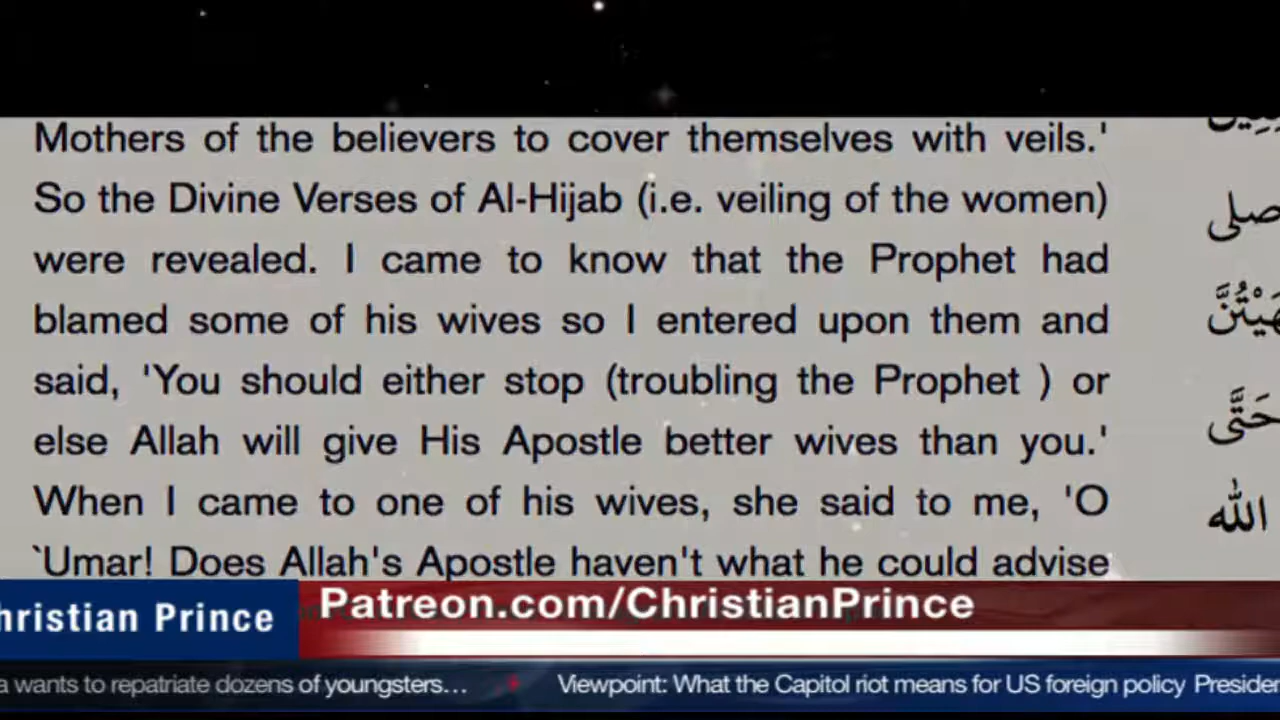 Mothers of the believers to cover themselves with veils.'
So the Divine Verses of Al-Hijab (i.e. veiling of the women)
were revealed. I came to know that the Prophet had
blamed some of his wives so I entered upon them and
said, 'You should either stop (troubling the Prophet ) or
else Allah will give His Apostle better wives than you.'
When I came to one of his wives, she said to me, 'O
`Umar! Does Allah's Apostle haven't what he could advise
صلى
حَتَّى
الله
hristian Prince
Patreon.com/ChristianPrince
a wants to repatriate dozens of youngsters... Viewpoint: What the Capitol riot means for US foreign policy Presiden